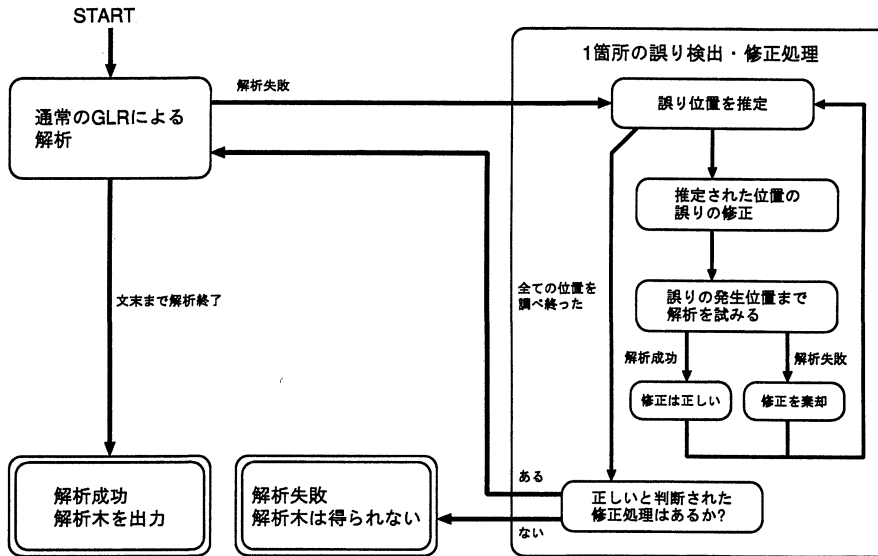 START
通常のGLRによる
解析
解析失敗
1箇所の誤り検出・修正処理
誤り位置を推定
推定された位置の
誤りの修正
誤りの発生位置まで
解析を試みる
全ての位置を
調べ終った
文末まで解析終了
解析成功
解析失敗
修正は正しい
修正を棄却
ある
正しいと判断された
修正処理はあるか?
ない
解析成功
解析木を出力
解析失敗
解析木は得られない